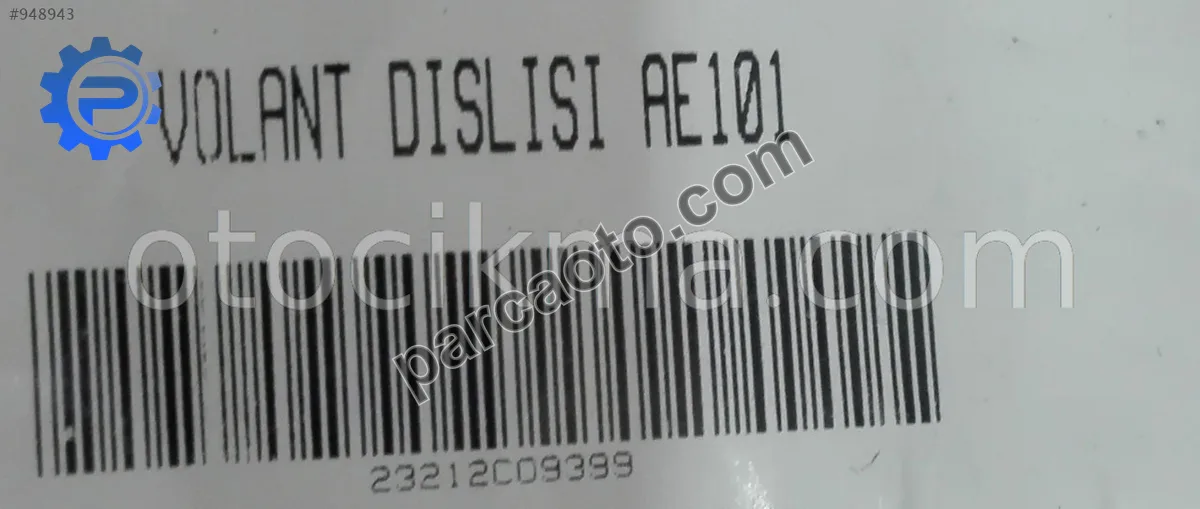 #948943
VOLANT DISLISI AE101
otocikma.com
parcaoto.com
23212C09399